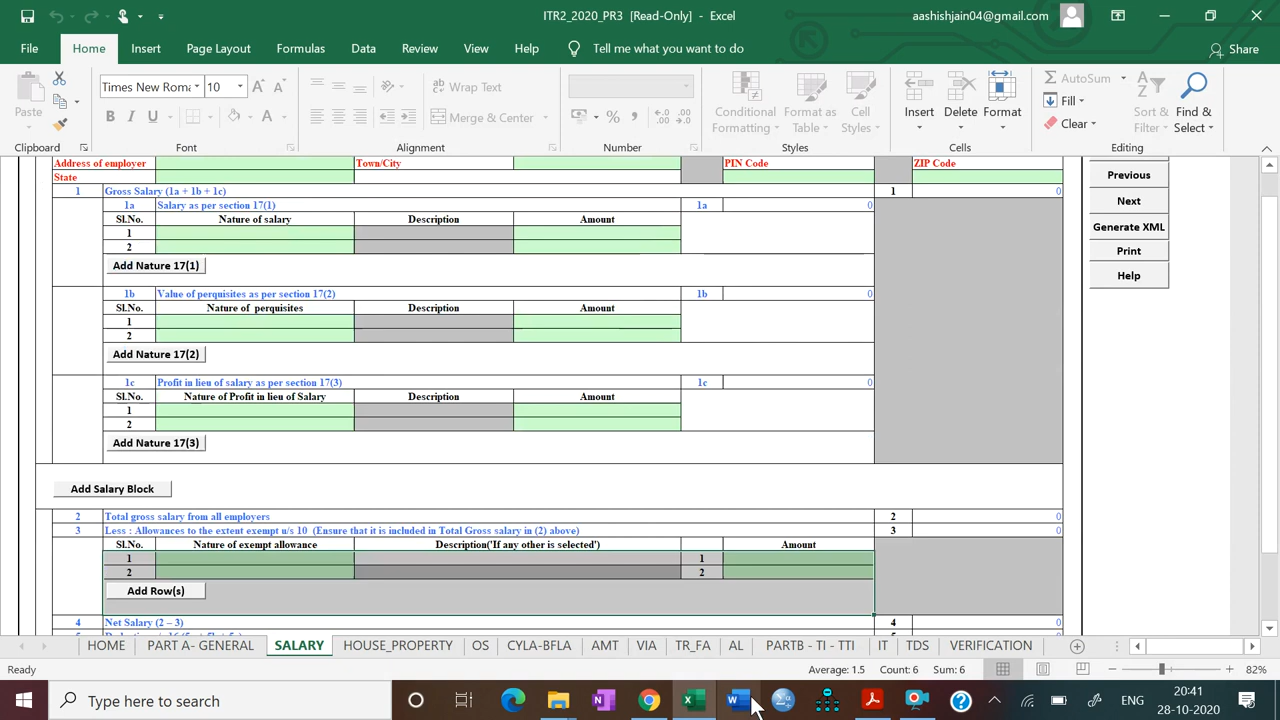 ITR2_2020_PR3 [Read-Only] - Excel aashishjain04@gmail.com
File Home Insert Page Layout Formulas Data Review View Help Tell me what you want to do Share
Paste Times New Roma 10 Wrap Text Conditional Formatting Format as Table Cell Styles Insert Delete Format AutoSum Sort & Filter Find & Select
B I U A Merge & Center % Fill
Clear
Clipboard Font Alignment Number Styles Cells Editing
Address of employer Town/City PIN Code ZIP Code
State
1 Gross Salary (1a + 1b + 1c) 1 0
1a Salary as per section 17(1) 1a 0
Sl.No. Nature of salary Description Amount
1
2
Add Nature 17(1)
1b Value of perquisites as per section 17(2) 1b 0
Sl.No. Nature of perquisites Description Amount
1
2
Add Nature 17(2)
1c Profit in lieu of salary as per section 17(3) 1c 0
Sl.No. Nature of Profit in lieu of Salary Description Amount
1
2
Add Nature 17(3)
Add Salary Block
2 Total gross salary from all employers 2 0
3 Less : Allowances to the extent exempt u/s 10 (Ensure that it is included in Total Gross salary in (2) above) 3 0
Sl.No. Nature of exempt allowance Description('If any other is selected') Amount
1 1
2 2
Add Row(s)
4 Net Salary (2 – 3) 4 0
Previous
Next
Generate XML
Print
Help
HOME PART A- GENERAL SALARY HOUSE_PROPERTY OS CYLA-BFLA AMT VIA TR_FA AL PARTB - TI - TTI IT TDS VERIFICATION
Ready Average: 1.5 Count: 6 Sum: 6 82%
Type here to search ENG 20:41
28-10-2020